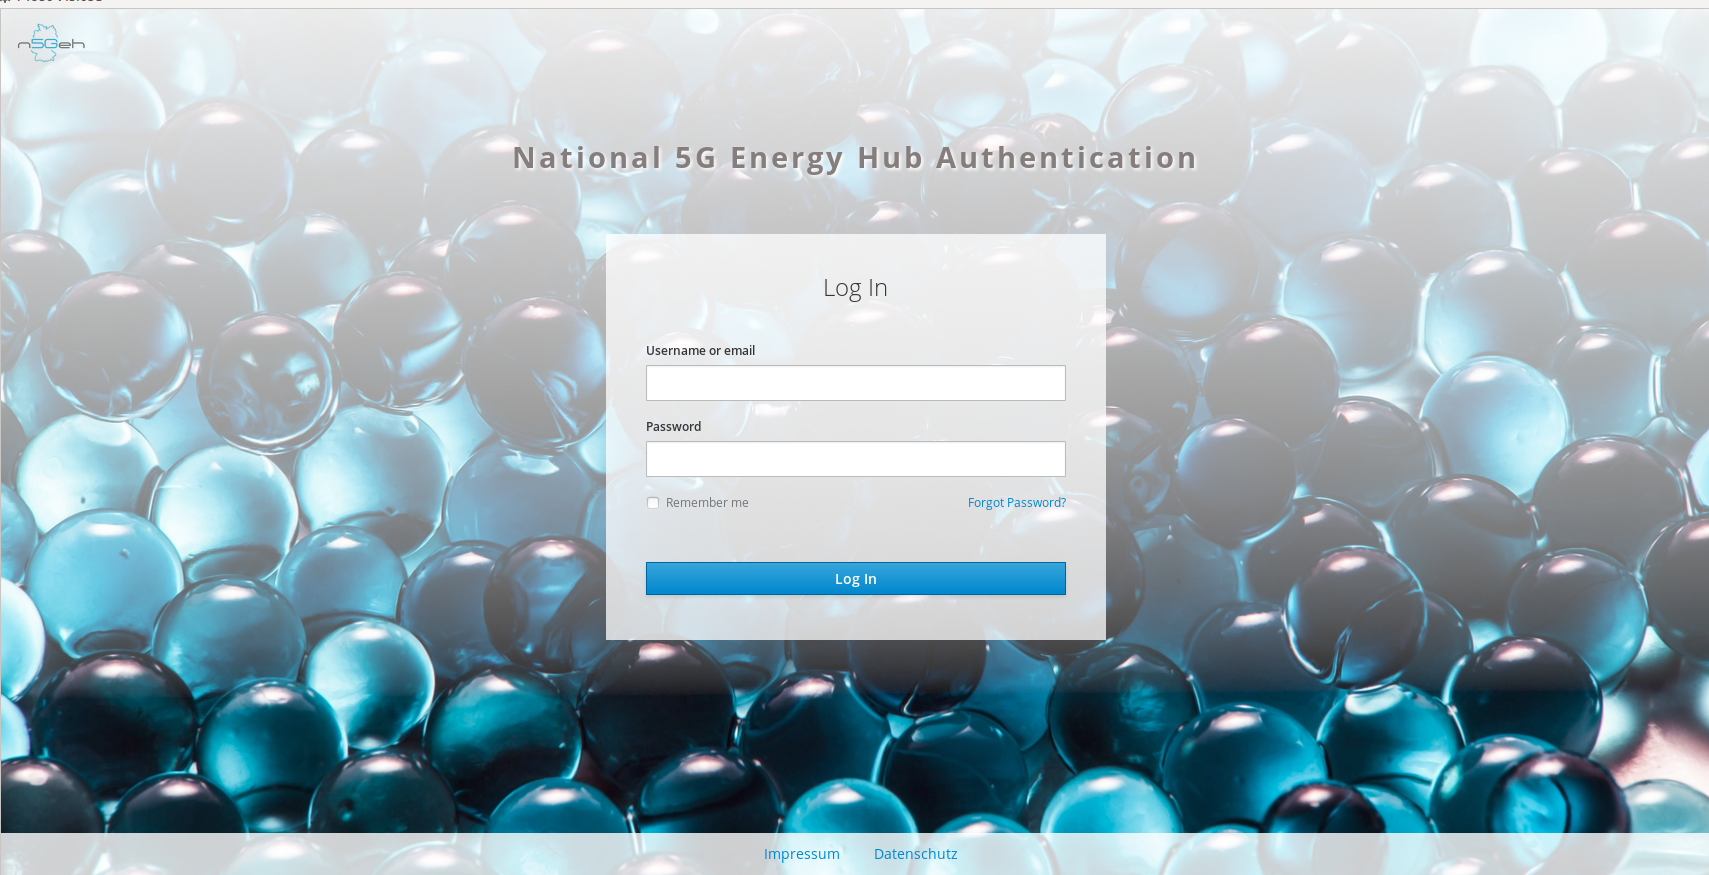 n5Geh
National 5G Energy Hub Authentication
Log In
Username or email
Password
Remember me
Forgot Password?
Log In
Impressum
Datenschutz